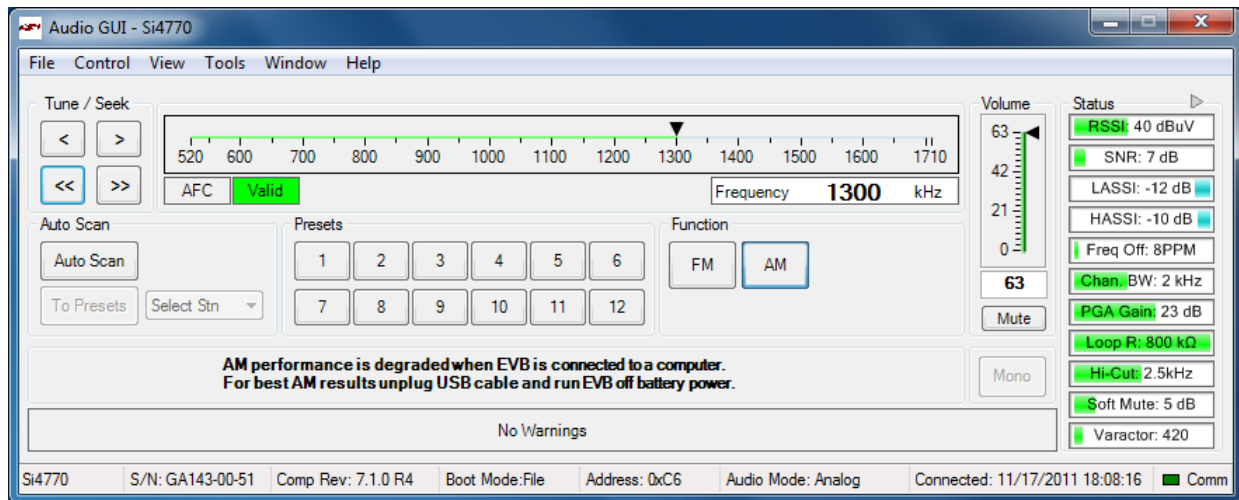 Audio GUI - Si4770
File Control View Tools Window Help
Tune / Seek
< >
<< >>
520 600 700 800 900 1000 1100 1200 1300 1400 1500 1600 1710
AFC Valid Frequency 1300 kHz
Auto Scan
Auto Scan
To Presets Select Stn
Presets
1 2 3 4 5 6
7 8 9 10 11 12
Function
FM AM
AM performance is degraded when EVB is connected to a computer.
For best AM results unplug USB cable and run EVB off battery power.
No Warnings
Volume
63
42
21
0
63
Mute
Mono
Status
RSSI: 40 dBuV
SNR: 7 dB
LASSI: -12 dB
HASSI: -10 dB
Freq Off: 8PPM
Chan. BW: 2 kHz
PGA Gain: 23 dB
Loop R: 800 kΩ
Hi-Cut: 2.5kHz
Soft Mute: 5 dB
Varactor: 420
Si4770 S/N: GA143-00-51 Comp Rev: 7.1.0 R4 Boot Mode:File Address: 0xC6 Audio Mode: Analog Connected: 11/17/2011 18:08:16 Comm